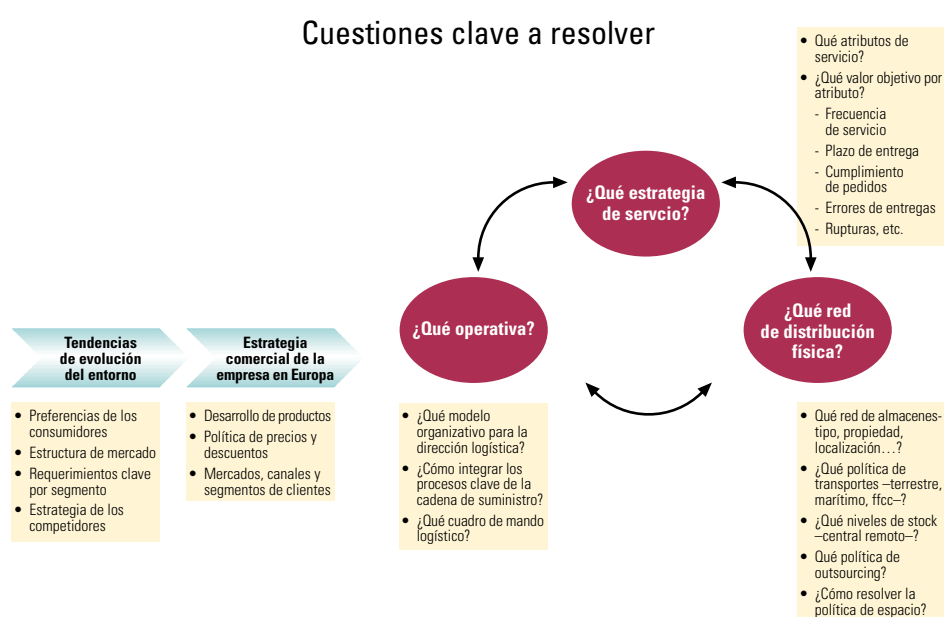 Cuestiones clave a resolver
• Qué atributos de
servicio?
• ¿Qué valor objetivo por
atributo?
- Frecuencia
de servicio
- Plazo de entrega
- Cumplimiento
de pedidos
- Errores de entregas
- Rupturas, etc.
¿Qué estrategia
de servcio?
¿Qué operativa?
¿Qué red
de distribución
física?
Tendencias
de evolución
del entorno
Estrategia
comercial de la
empresa en Europa
• Preferencias de los
consumidores
• Estructura de mercado
• Requerimientos clave
por segmento
• Estrategia de los
competidores
• Desarrollo de productos
• Política de precios y
descuentos
• Mercados, canales y
segmentos de clientes
• ¿Qué modelo
organizativo para la
dirección logística?
• ¿Cómo integrar los
procesos clave de la
cadena de suministro?
• ¿Qué cuadro de mando
logístico?
• Qué red de almacenes-
tipo, propiedad,
localización…?
• ¿Qué política de
transportes –terrestre,
marítimo, ffcc–?
• ¿Qué niveles de stock
–central remoto–?
• Qué política de
outsourcing?
• ¿Cómo resolver la
política de espacio?